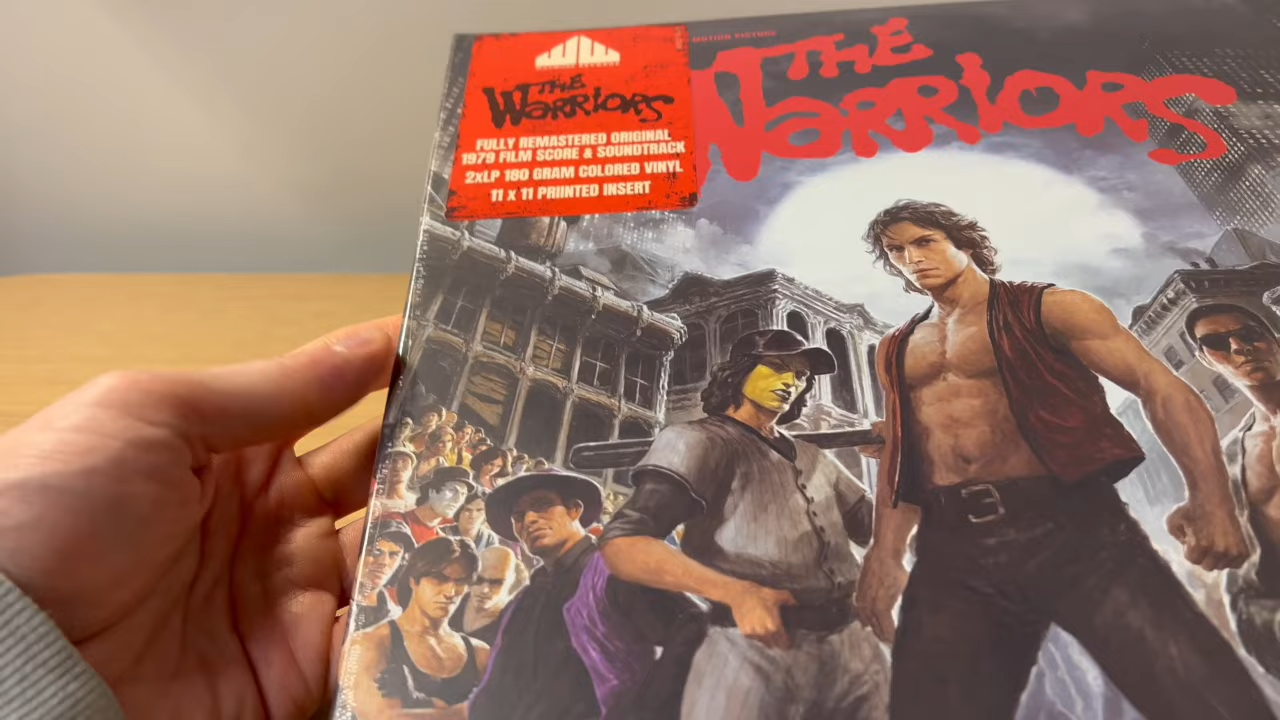 THE
WARRIORS
FULLY REMASTERED ORIGINAL
1979 FILM SCORE & SOUNDTRACK
2xLP 180 GRAM COLORED VINYL
11 X 11 PRIINTED INSERT
MOTION PICTURE
THE
WARRIORS